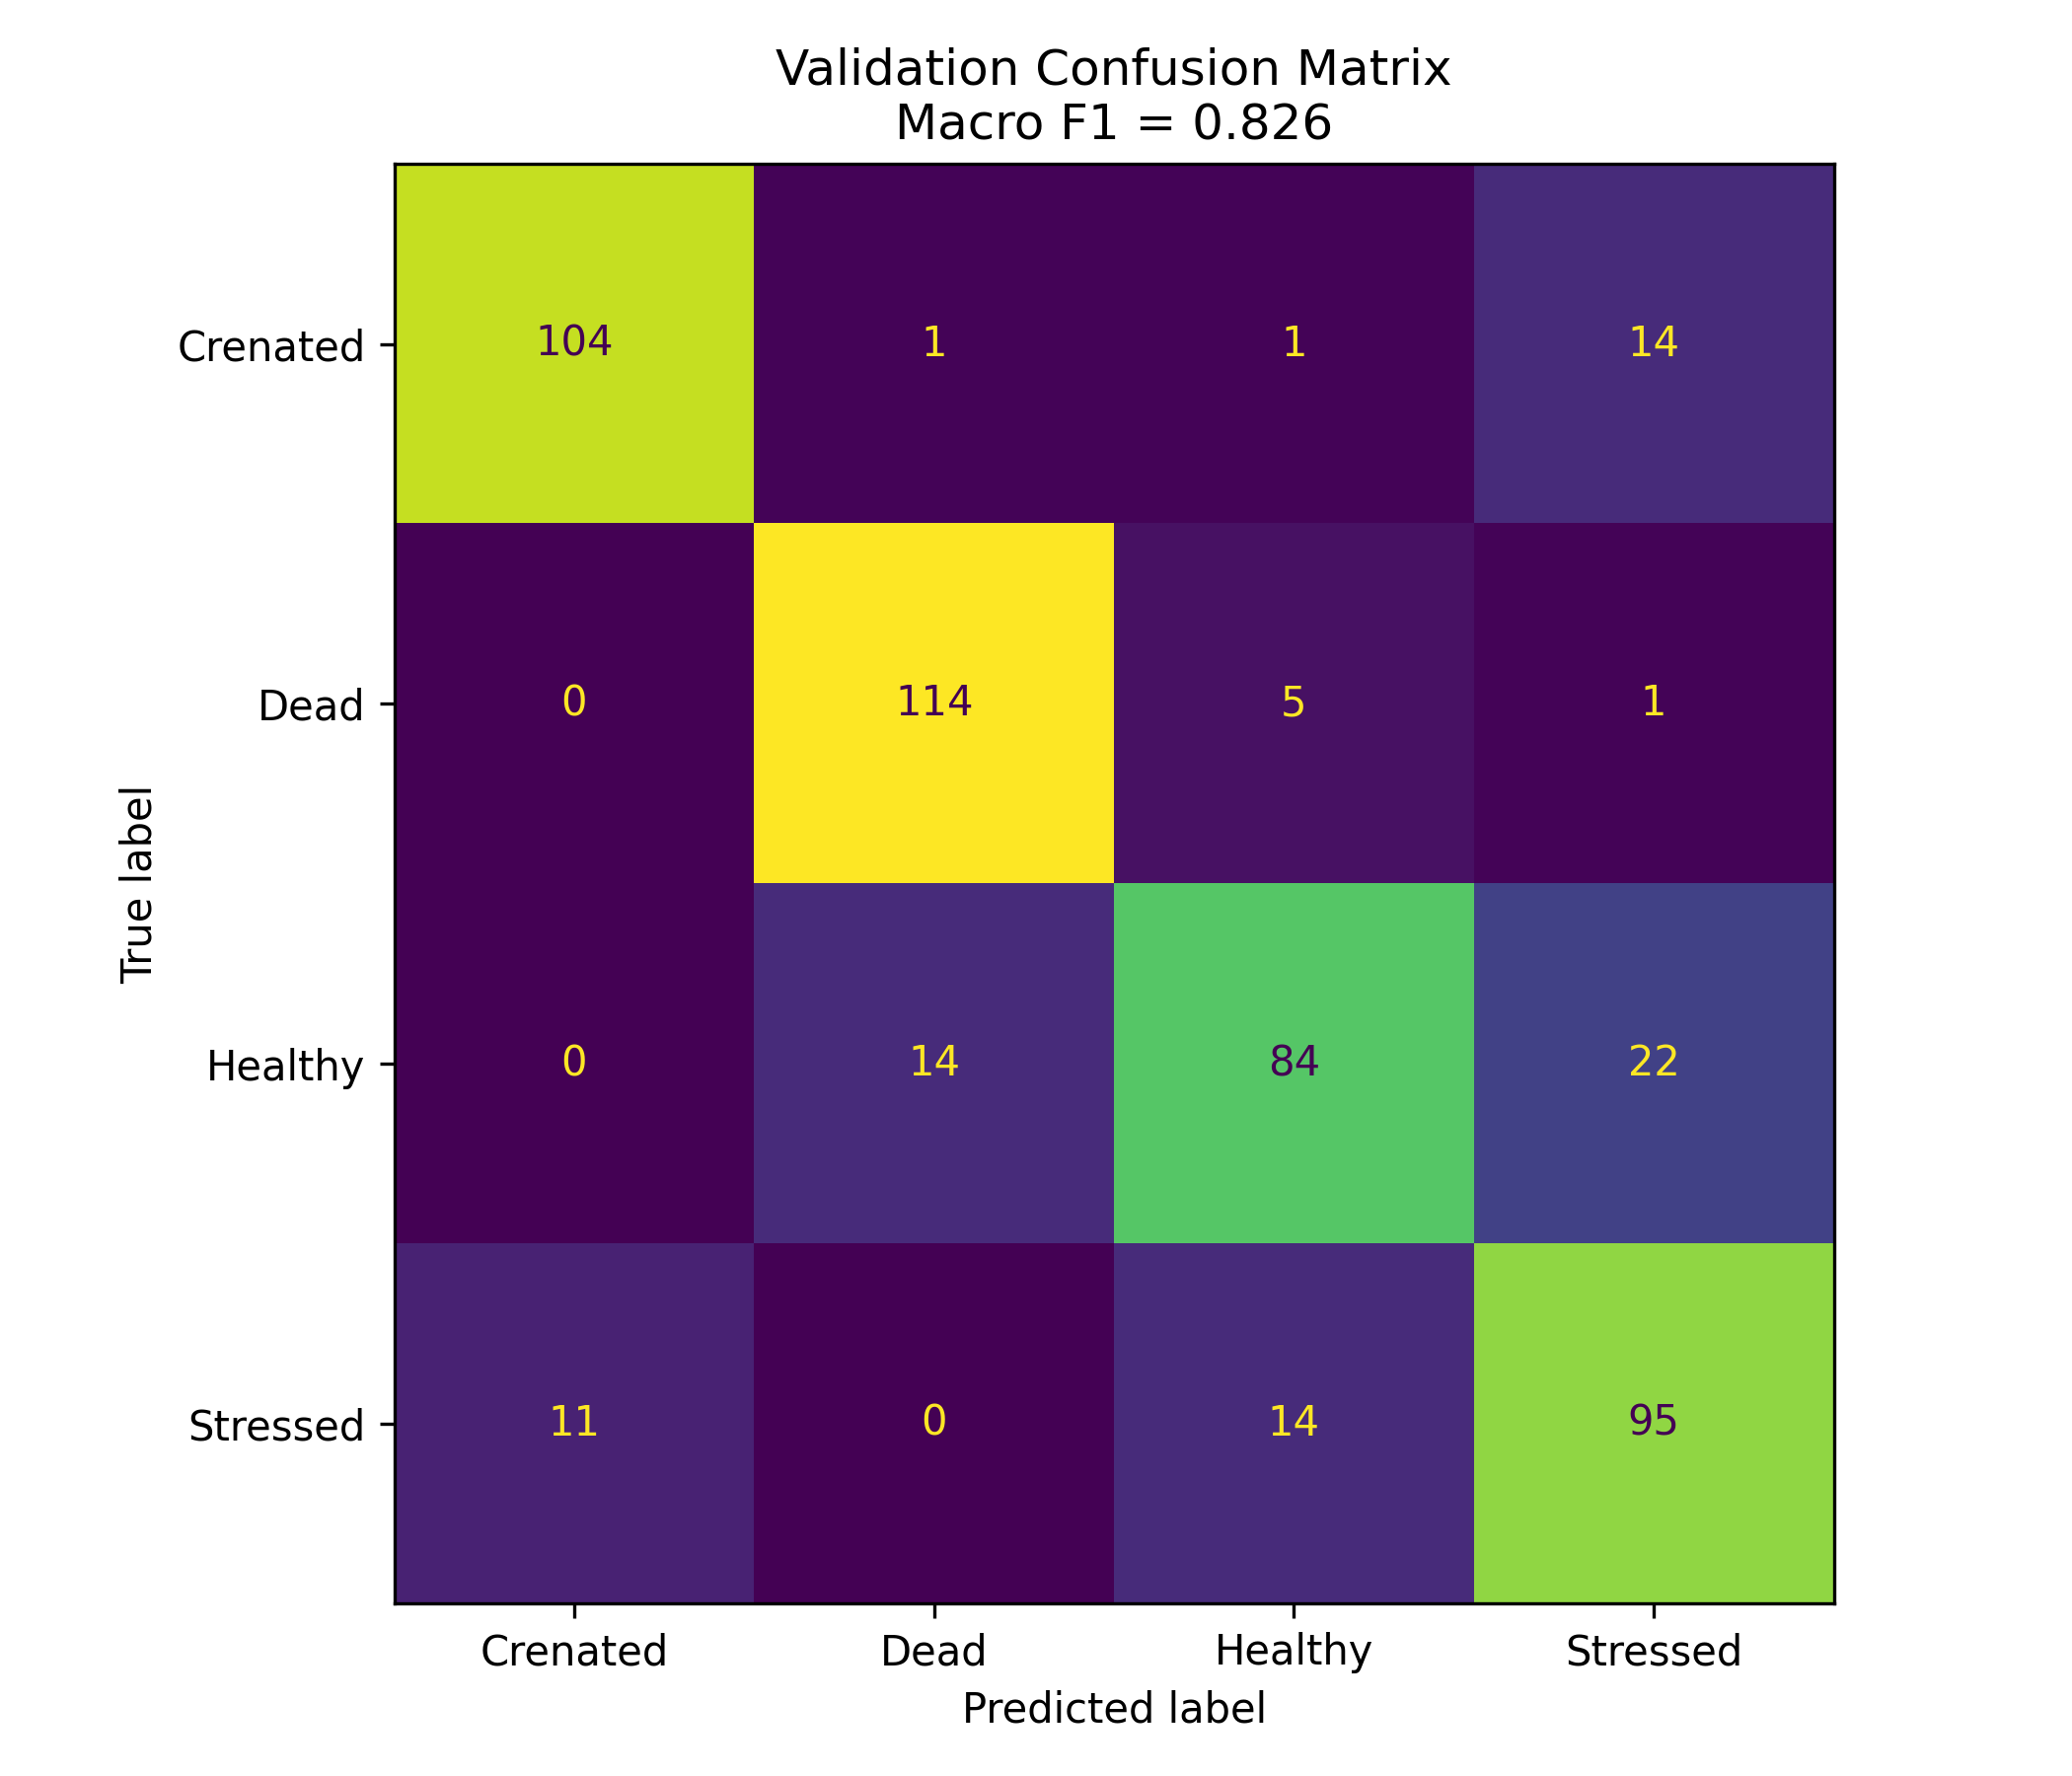 Validation Confusion Matrix
Macro F1 = 0.826
Crenated 104 1 1 14
Dead 0 114 5 1
Healthy 0 14 84 22
Stressed 11 0 14 95
True label
Crenated Dead Healthy Stressed
Predicted label